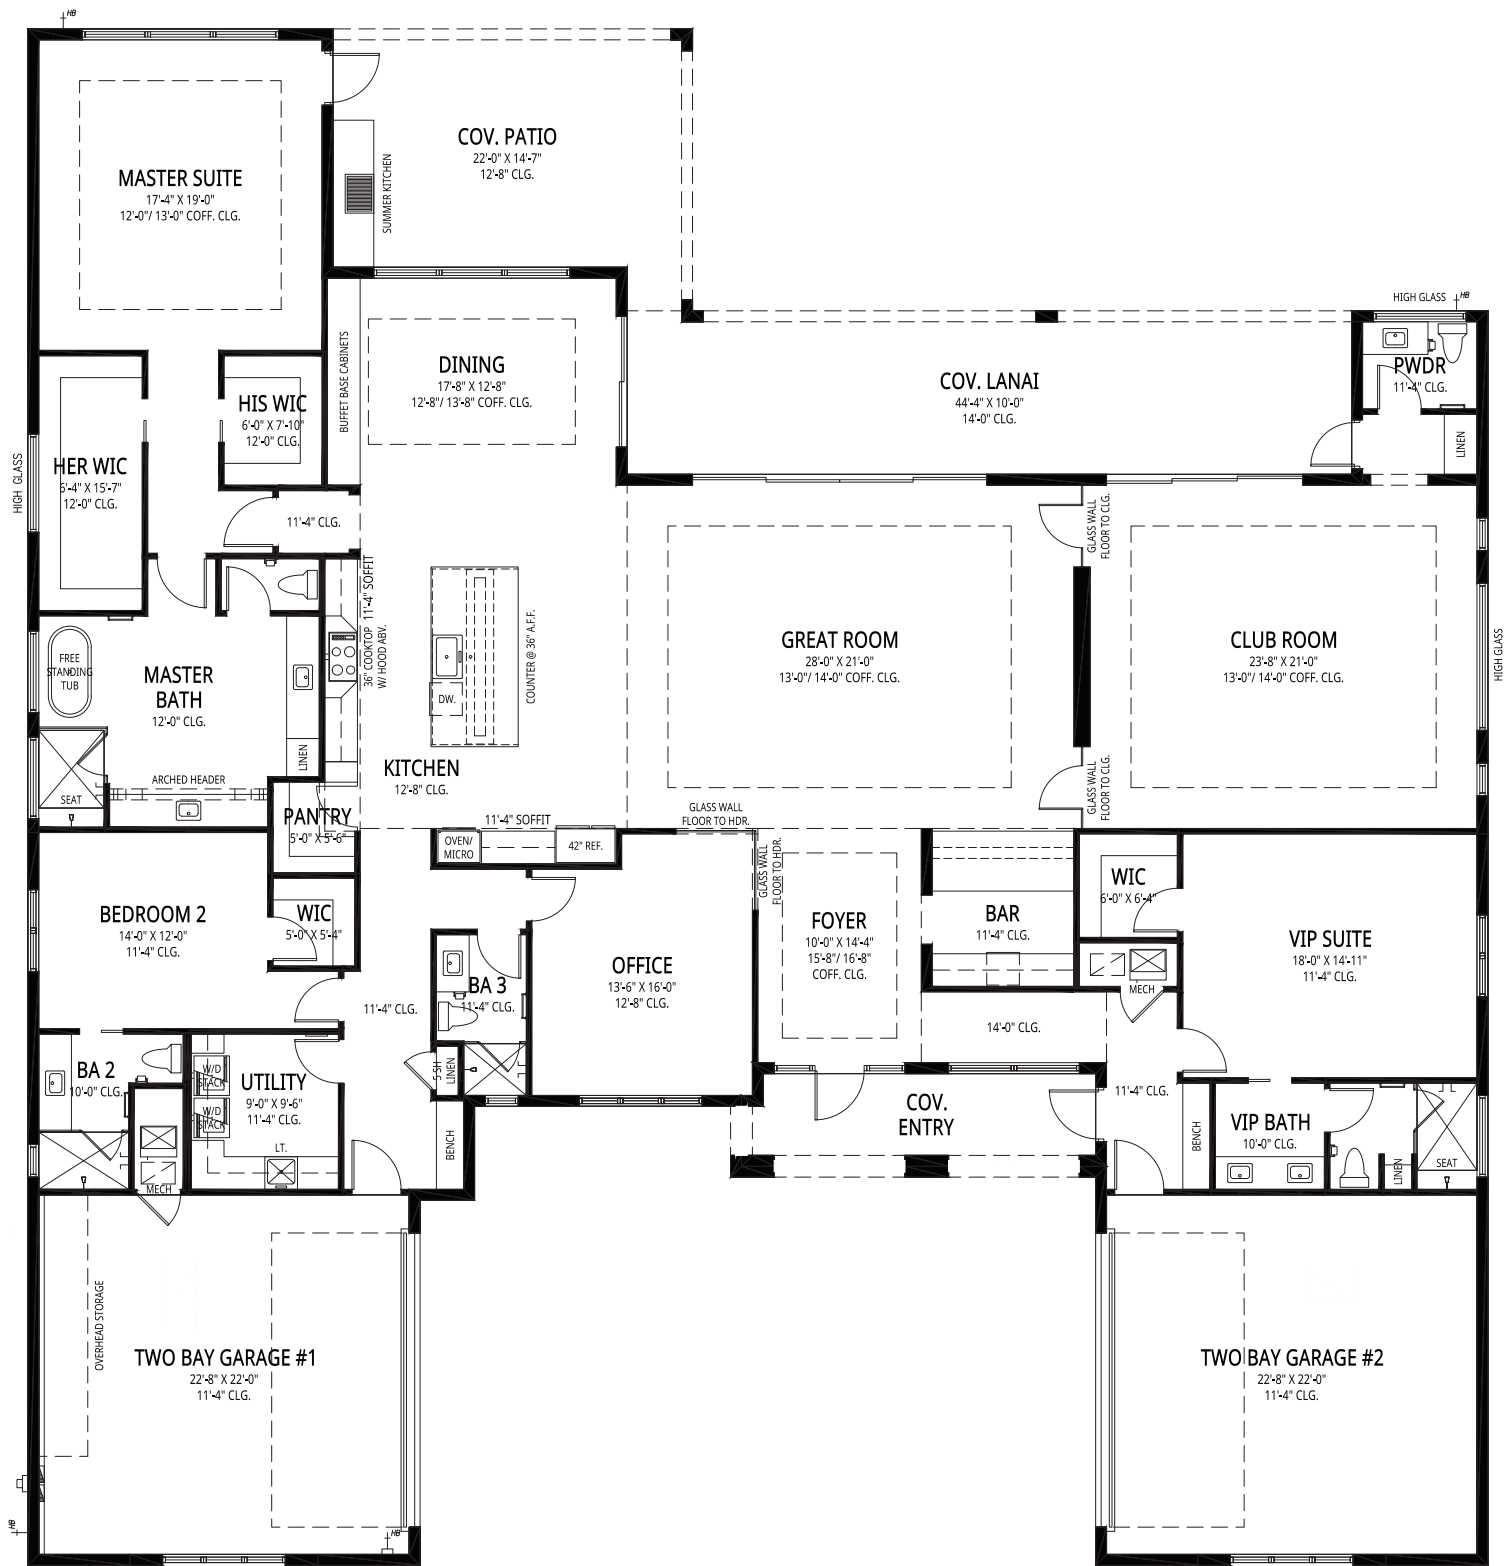 HB
COV. PATIO
22'-0" X 14'-7"
12'-8" CLG.
SUMMER KITCHEN
MASTER SUITE
17'-4" X 19'-0"
12'-0"/ 13'-0" COFF. CLG.
HIGH GLASS
HB
PWDR
11'-4" CLG.
LINEN
BUFFET BASE CABINETS
DINING
17'-8" X 12'-8"
12'-8"/ 13'-8" COFF. CLG.
COV. LANAI
44'-4" X 10'-0"
14'-0" CLG.
HIS WIC
6'-0" X 7'-10"
12'-0" CLG.
HER WIC
6'-4" X 15'-7"
12'-0" CLG.
HIGH GLASS
11'-4" CLG.
GLASS WALL
FLOOR TO CLG.
36" COOKTOP 11'-4" SOFFIT
W/ HOOD ABV.
COUNTER @ 36" A.F.F.
DW.
GREAT ROOM
28'-0" X 21'-0"
13'-0"/ 14'-0" COFF. CLG.
CLUB ROOM
23'-8" X 21'-0"
13'-0"/ 14'-0" COFF. CLG.
HIGH GLASS
FREE
STANDING
TUB
MASTER
BATH
12'-0" CLG.
LINEN
ARCHED HEADER
SEAT
KITCHEN
12'-8" CLG.
GLASS WALL
FLOOR TO CLG.
PANTRY
5'-0" X 5'-6"
11'-4" SOFFIT
OVEN/
MICRO
42" REF.
GLASS WALL
FLOOR TO HDR.
GLASS WALL
FLOOR TO HDR.
BEDROOM 2
14'-0" X 12'-0"
11'-4" CLG.
WIC
5'-0" X 5'-4"
FOYER
10'-0" X 14'-4"
15'-8"/ 16'-8"
COFF. CLG.
BAR
11'-4" CLG.
WIC
6'-0" X 6'-4"
VIP SUITE
18'-0" X 14'-11"
11'-4" CLG.
OFFICE
13'-6" X 16'-0"
12'-8" CLG.
BA 3
11'-4" CLG.
11'-4" CLG.
MECH
14'-0" CLG.
5 SH
LINEN
BA 2
10'-0" CLG.
W/D
STACK
W/D
STACK
UTILITY
9'-0" X 9'-6"
11'-4" CLG.
LT.
MECH
BENCH
COV.
ENTRY
11'-4" CLG.
BENCH
VIP BATH
10'-0" CLG.
LINEN
SEAT
OVERHEAD STORAGE
TWO BAY GARAGE #1
22'-8" X 22'-0"
11'-4" CLG.
TWO BAY GARAGE #2
22'-8" X 22'-0"
11'-4" CLG.
HB
HB